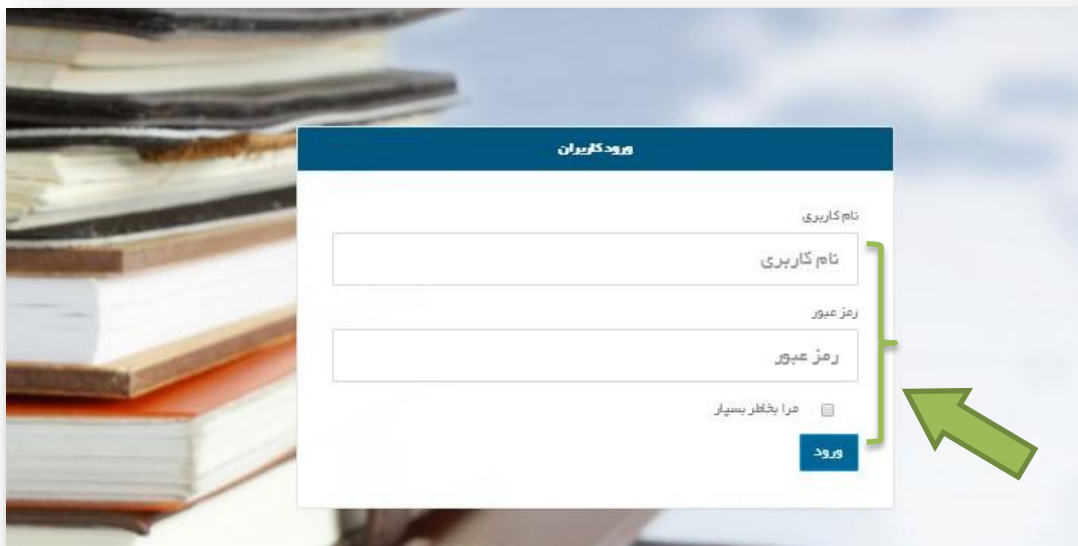 ورود کاربران
نام کاربری
نام کاربری
رمز عبور
رمز عبور
مرا بخاطر بسپار
ورود